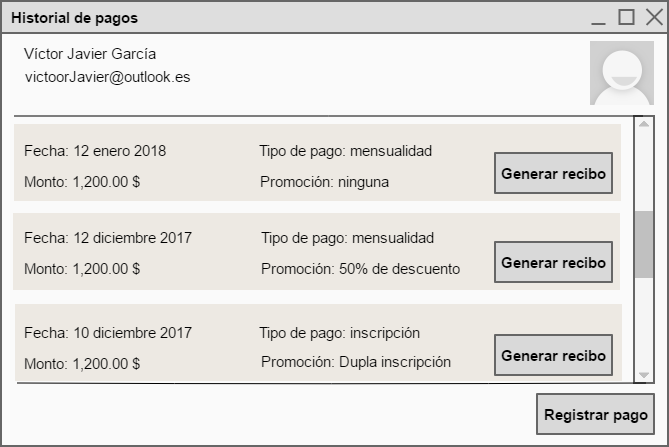 Historial de pagos
Víctor Javier García
victoorJavier@outlook.es
Fecha: 12 enero 2018
Tipo de pago: mensualidad
Monto: 1,200.00 $
Promoción: ninguna
Generar recibo
Fecha: 12 diciembre 2017
Tipo de pago: mensualidad
Monto: 1,200.00 $
Promoción: 50% de descuento
Generar recibo
Fecha: 10 diciembre 2017
Tipo de pago: inscripción
Monto: 1,200.00 $
Promoción: Dupla inscripción
Generar recibo
Registrar pago